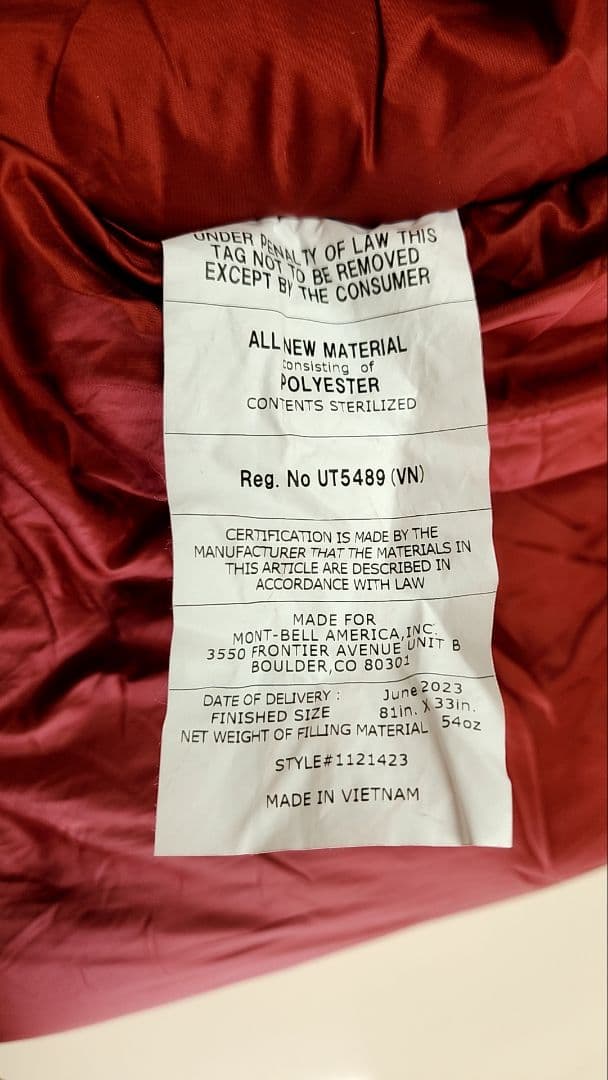 UNDER PENALTY OF LAW THIS
TAG NOT TO BE REMOVED
EXCEPT BY THE CONSUMER
ALL NEW MATERIAL
consisting of
POLYESTER
CONTENTS STERILIZED
Reg. No UT5489 (VN)
CERTIFICATION IS MADE BY THE
MANUFACTURER THAT THE MATERIALS IN
THIS ARTICLE ARE DESCRIBED IN
ACCORDANCE WITH LAW
MADE FOR
MONT-BELL AMERICA,INC.
3550 FRONTIER AVENUE UNIT B
BOULDER,CO 80301
DATE OF DELIVERY : June 2023
FINISHED SIZE 81in. X 33in.
NET WEIGHT OF FILLING MATERIAL 54oz
STYLE#1121423
MADE IN VIETNAM